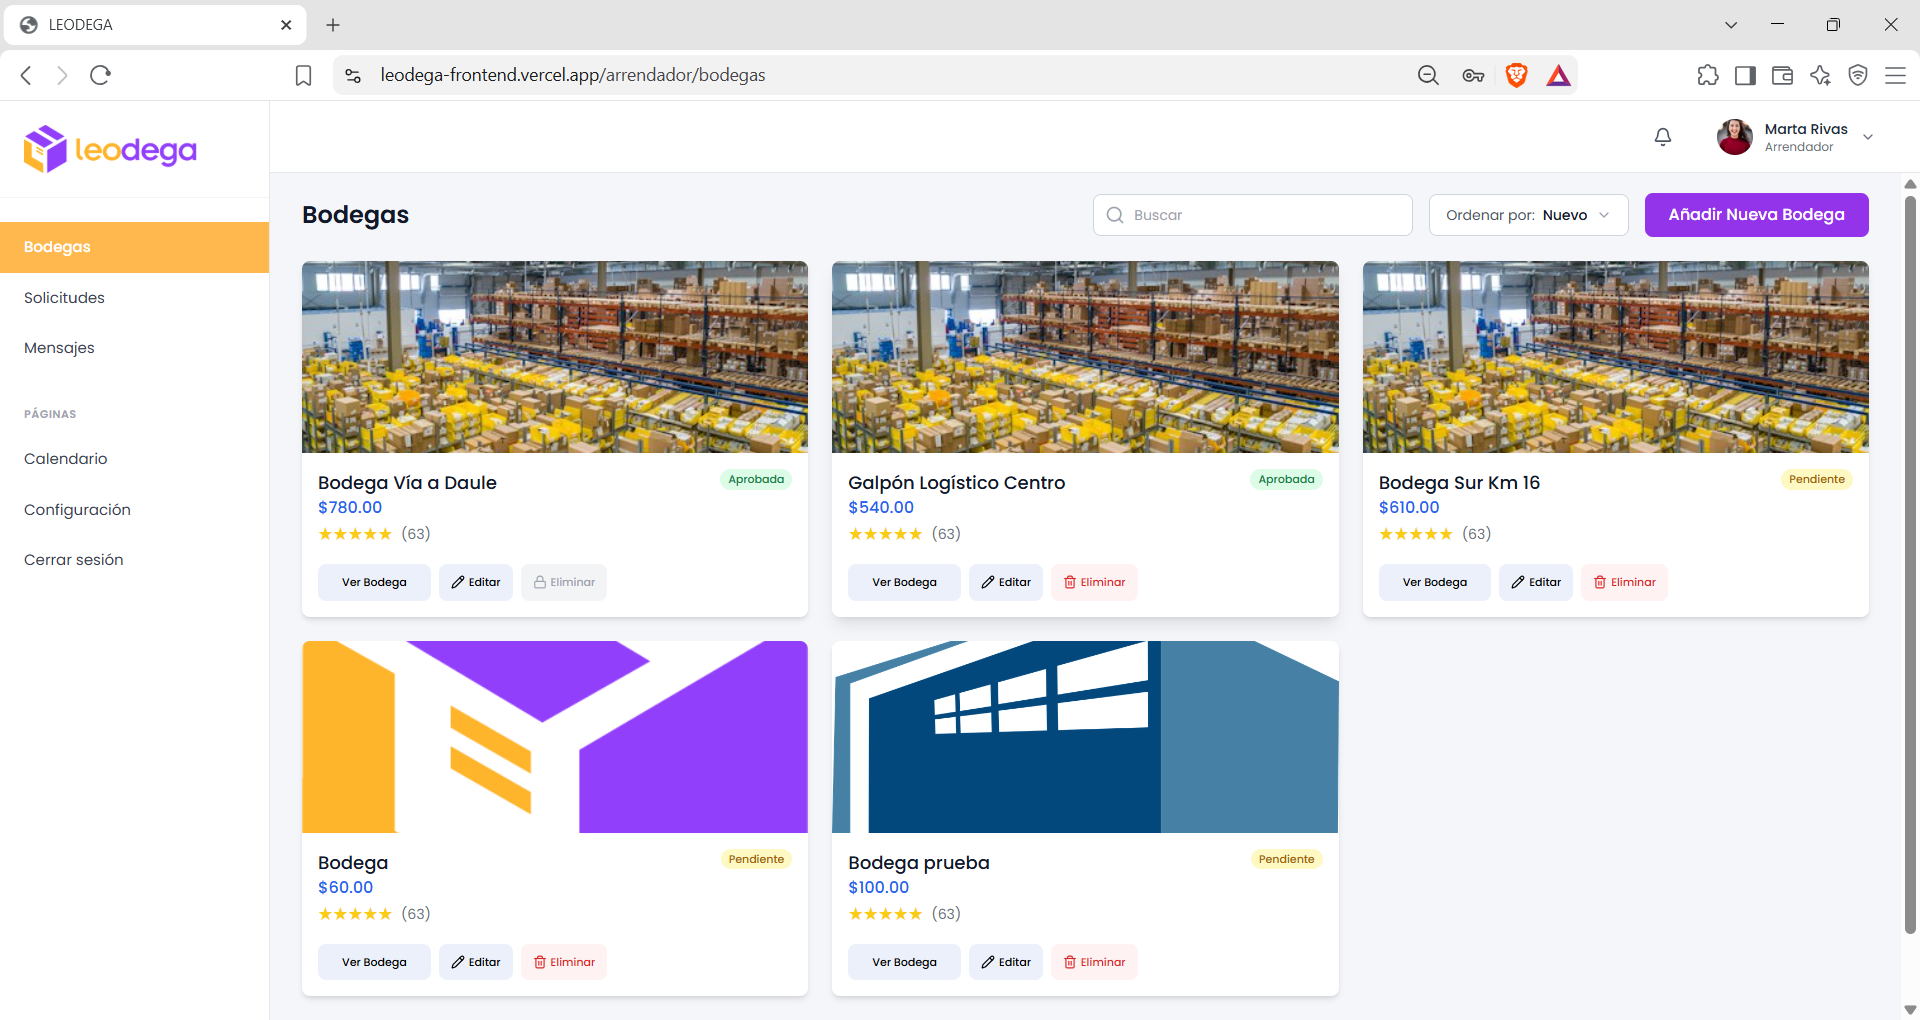 LEODEGA
leodega-frontend.vercel.app/arrendador/bodegas
leodega
Marta Rivas
Arrendador
Bodegas
Solicitudes
Mensajes
PÁGINAS
Calendario
Configuración
Cerrar sesión
Bodegas
Buscar
Ordenar por: Nuevo
Añadir Nueva Bodega
Bodega Vía a Daule
Aprobada
$780.00
★★★★★ (63)
Ver Bodega
Editar
Eliminar
Galpón Logístico Centro
Aprobada
$540.00
★★★★★ (63)
Ver Bodega
Editar
Eliminar
Bodega Sur Km 16
Pendiente
$610.00
★★★★★ (63)
Ver Bodega
Editar
Eliminar
Bodega
Pendiente
$60.00
★★★★★ (63)
Ver Bodega
Editar
Eliminar
Bodega prueba
Pendiente
$100.00
★★★★★ (63)
Ver Bodega
Editar
Eliminar